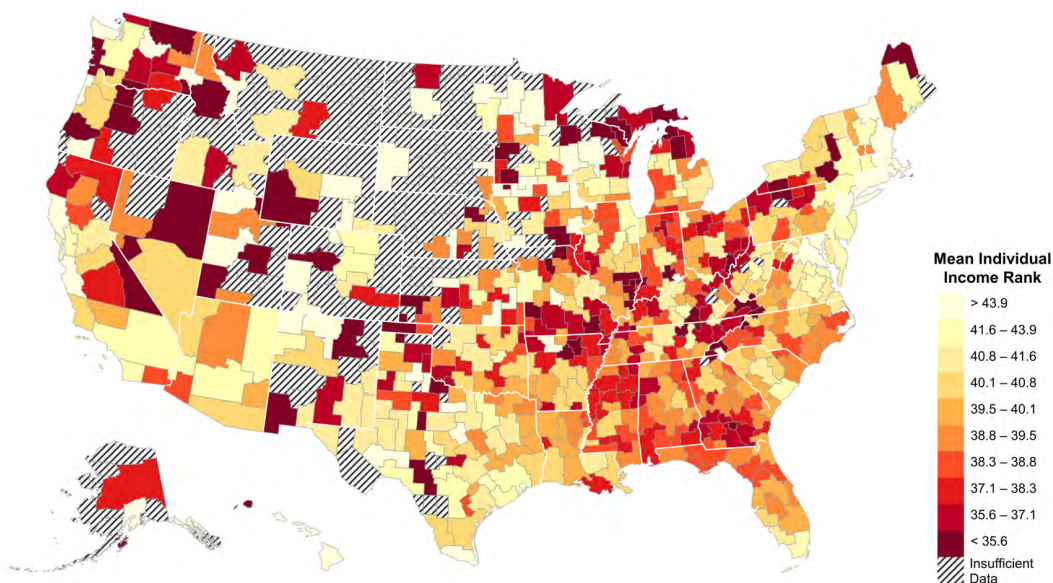 Mean Individual
Income Rank
> 43.9
41.6 – 43.9
40.8 – 41.6
40.1 – 40.8
39.5 – 40.1
38.8 – 39.5
38.3 – 38.8
37.1 – 38.3
35.6 – 37.1
< 35.6
Insufficient
Data